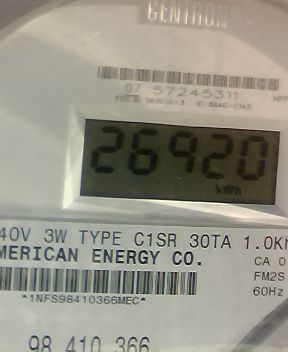 CENTRON
07 57245311
26920
kWh
40V 3W TYPE C1SR 30TA 1.0Kh
MERICAN ENERGY CO.
CA 0
FM2S
60Hz
*1NFS98410366MEC*
98 410 366